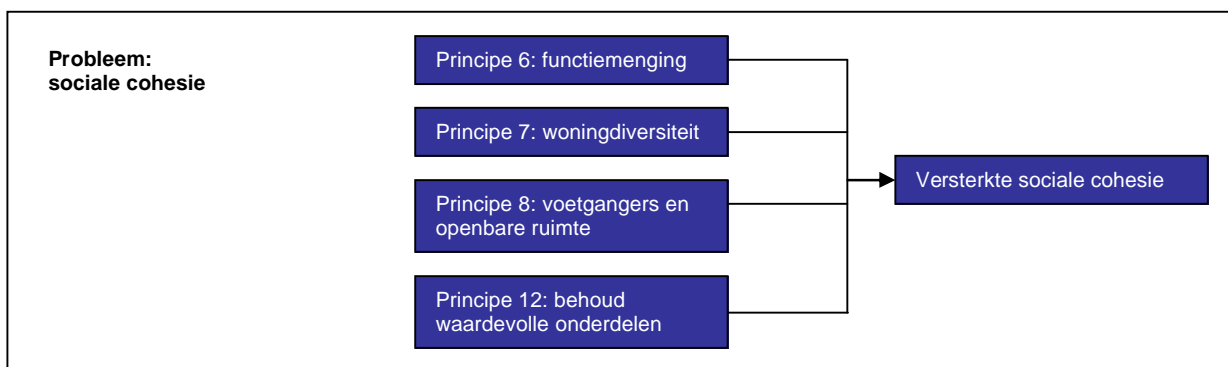 Probleem:
sociale cohesie
Principe 6: functiemenging
Principe 7: woningdiversiteit
Principe 8: voetgangers en
openbare ruimte
Principe 12: behoud
waardevolle onderdelen
Versterkte sociale cohesie